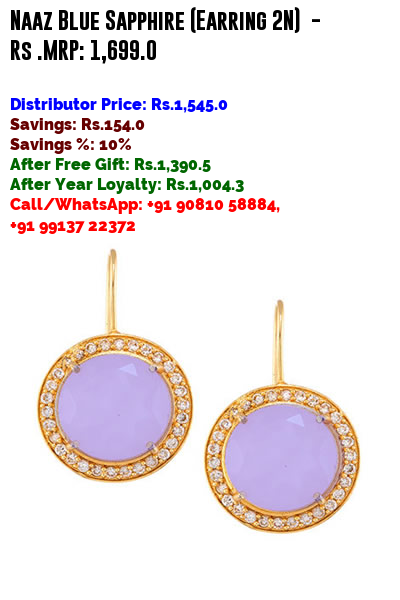 Naaz Blue Sapphire (Earring 2N) –
Rs .MRP: 1,699.0
Distributor Price: Rs.1,545.0
Savings: Rs.154.0
Savings %: 10%
After Free Gift: Rs.1,390.5
After Year Loyalty: Rs.1,004.3
Call/WhatsApp: +91 90810 58884,
+91 99137 22372